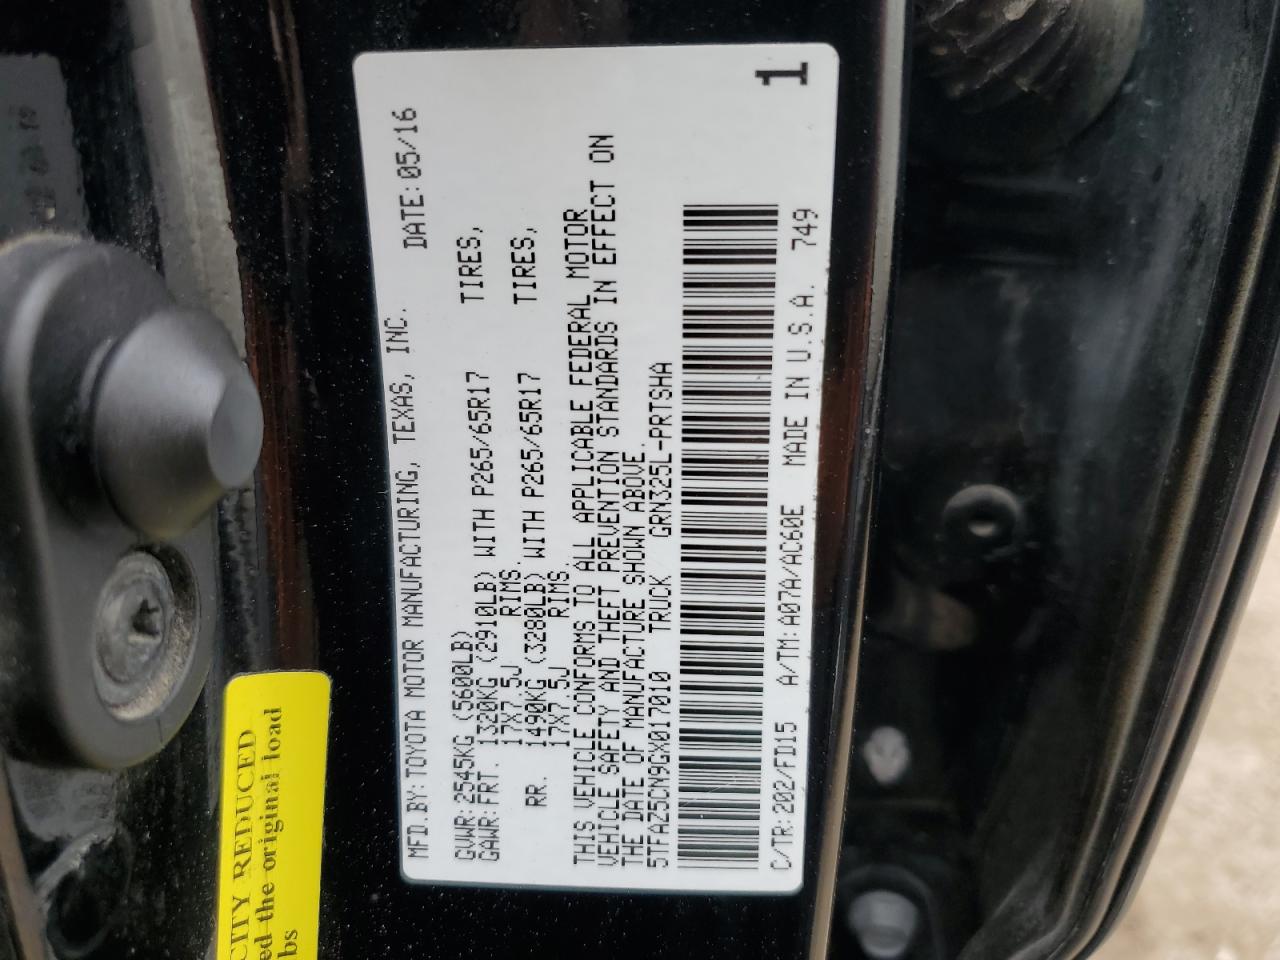 MFD.BY:TOYOTA MOTOR MANUFACTURING, TEXAS, INC. DATE:05/16
GVWR:2545KG (5600LB)
GAWR:FRT. 1320KG (2910LB) WITH P265/65R17 TIRES,
17X7.5J RIMS.
RR. 1490KG (3280LB) WITH P265/65R17 TIRES,
17X7.5J RIMS.
THIS VEHICLE CONFORMS TO ALL APPLICABLE FEDERAL MOTOR
VEHICLE SAFETY AND THEFT PREVENTION STANDARDS IN EFFECT ON
THE DATE OF MANUFACTURE SHOWN ABOVE.
5TFAZ5CN9GX017010 TRUCK GRN325L-PRTSHA
C/TR:202/FD15 A/TM:A07A/AC60E MADE IN U.S.A. 749
1
CITY REDUCED
ed the original load
lbs